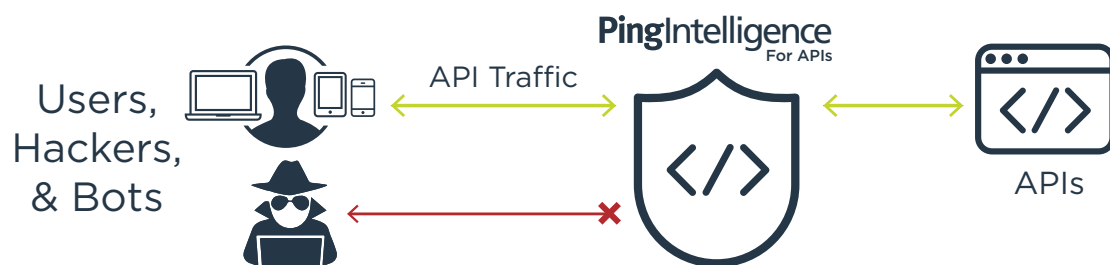 PingIntelligence
For APIs
API Traffic
Users,
Hackers,
& Bots
</>
</>
APIs